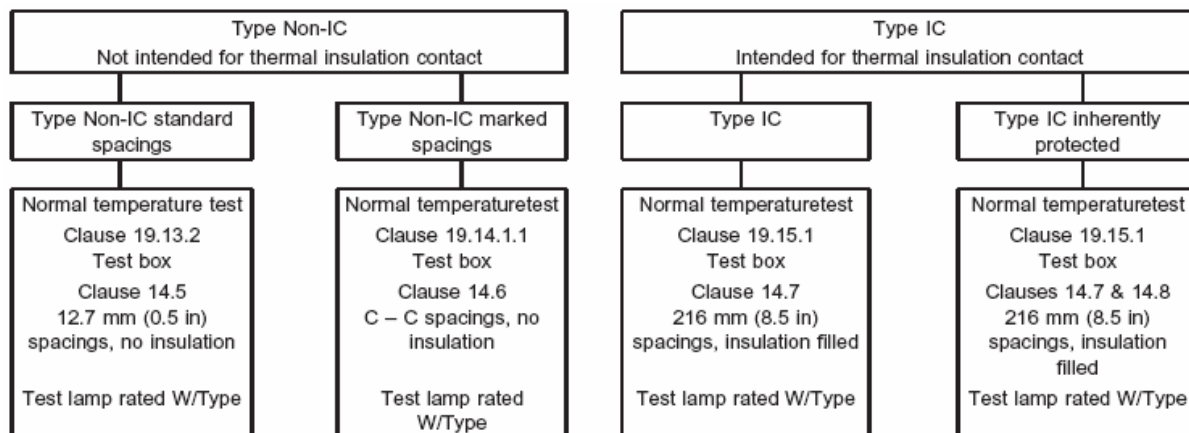 Type Non-IC
Not intended for thermal insulation contact
Type IC
Intended for thermal insulation contact
Type Non-IC standard
spacings
Type Non-IC marked
spacings
Type IC
Type IC inherently
protected
Normal temperature test
Clause 19.13.2
Test box
Clause 14.5
12.7 mm (0.5 in)
spacings, no insulation
Test lamp rated W/Type
Normal temperaturetest
Clause 19.14.1.1
Test box
Clause 14.6
C – C spacings, no
insulation
Test lamp rated
W/Type
Normal temperaturetest
Clause 19.15.1
Test box
Clause 14.7
216 mm (8.5 in)
spacings, insulation filled
Test lamp rated W/Type
Normal temperaturetest
Clause 19.15.1
Test box
Clauses 14.7 & 14.8
216 mm (8.5 in)
spacings, insulation
filled
Test lamp rated W/Type